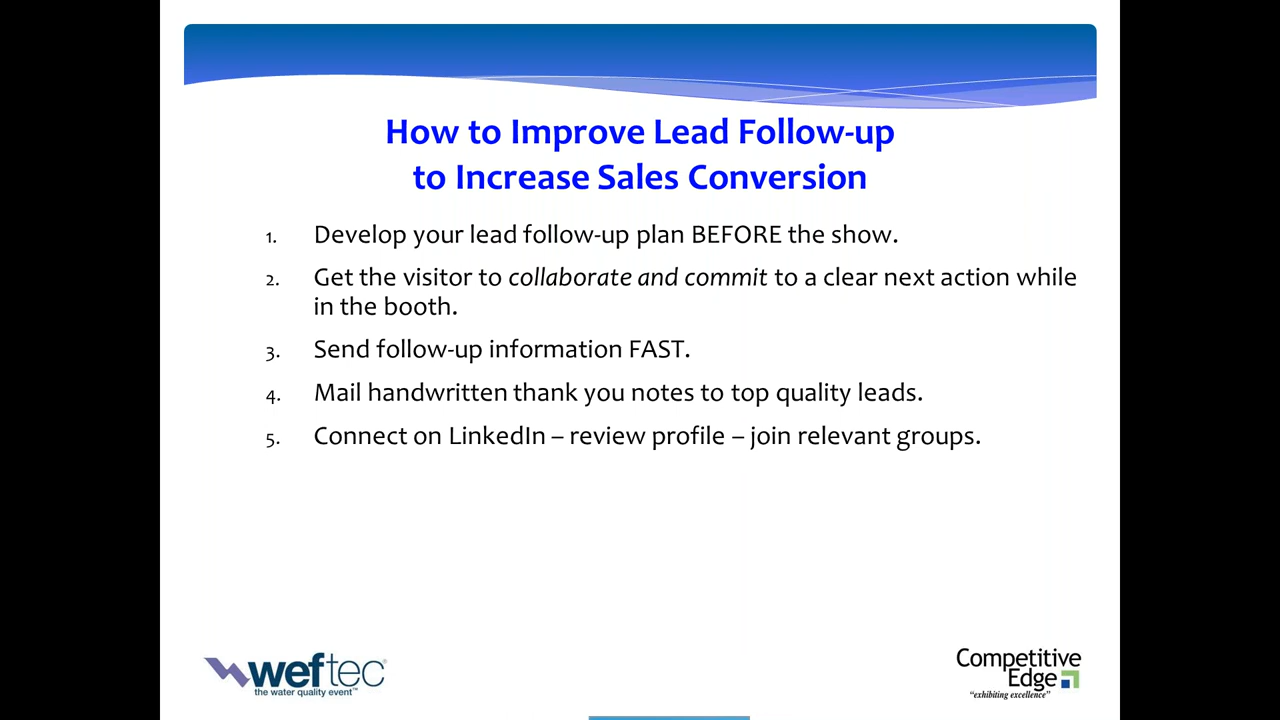 How to Improve Lead Follow-up
to Increase Sales Conversion
1. Develop your lead follow-up plan BEFORE the show.
2. Get the visitor to collaborate and commit to a clear next action while
in the booth.
3. Send follow-up information FAST.
4. Mail handwritten thank you notes to top quality leads.
5. Connect on LinkedIn – review profile – join relevant groups.
weftec®
the water quality event™
Competitive
Edge
"exhibiting excellence"